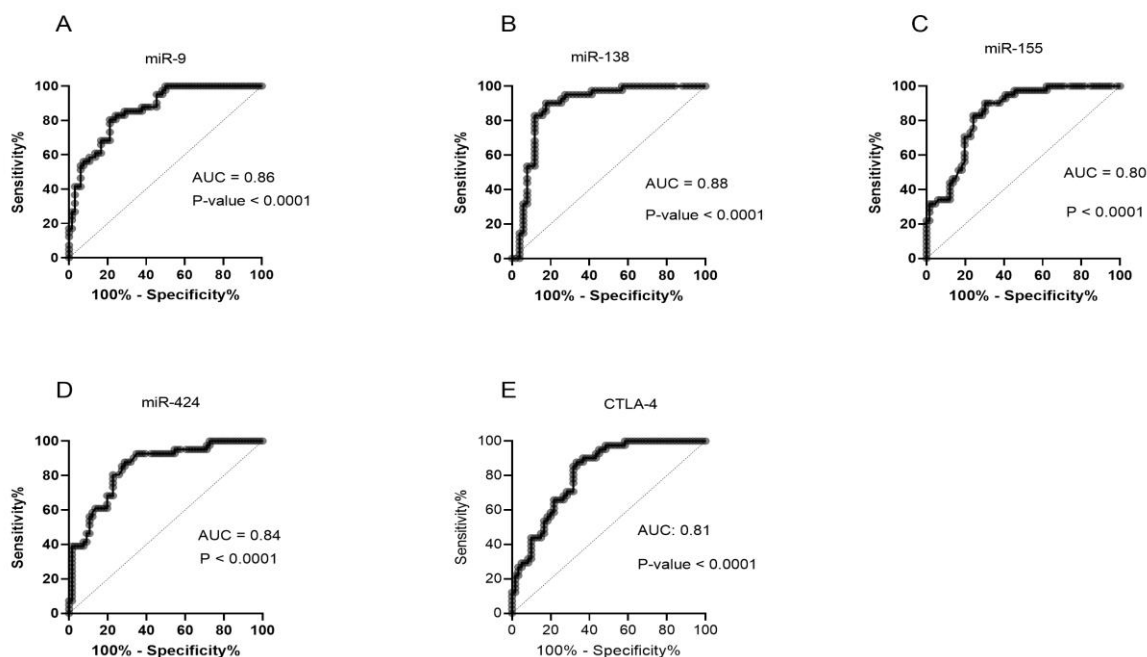 A
miR-9
100
80
60
40
20
0
Sensitivity%
AUC = 0.86
P-value < 0.0001
0 20 40 60 80 100
100% - Specificity%
B
miR-138
100
80
60
40
20
0
Sensitivity%
AUC = 0.88
P-value < 0.0001
0 20 40 60 80 100
100% - Specificity%
C
miR-155
100
80
60
40
20
0
Sensitivity%
AUC = 0.80
P < 0.0001
0 20 40 60 80 100
100% - Specificity%
D
miR-424
100
80
60
40
20
0
Sensitivity%
AUC = 0.84
P < 0.0001
0 20 40 60 80 100
100% - Specificity%
E
CTLA-4
100
80
60
40
20
0
Sensitivity%
AUC: 0.81
P-value < 0.0001
0 20 40 60 80 100
100% - Specificity%